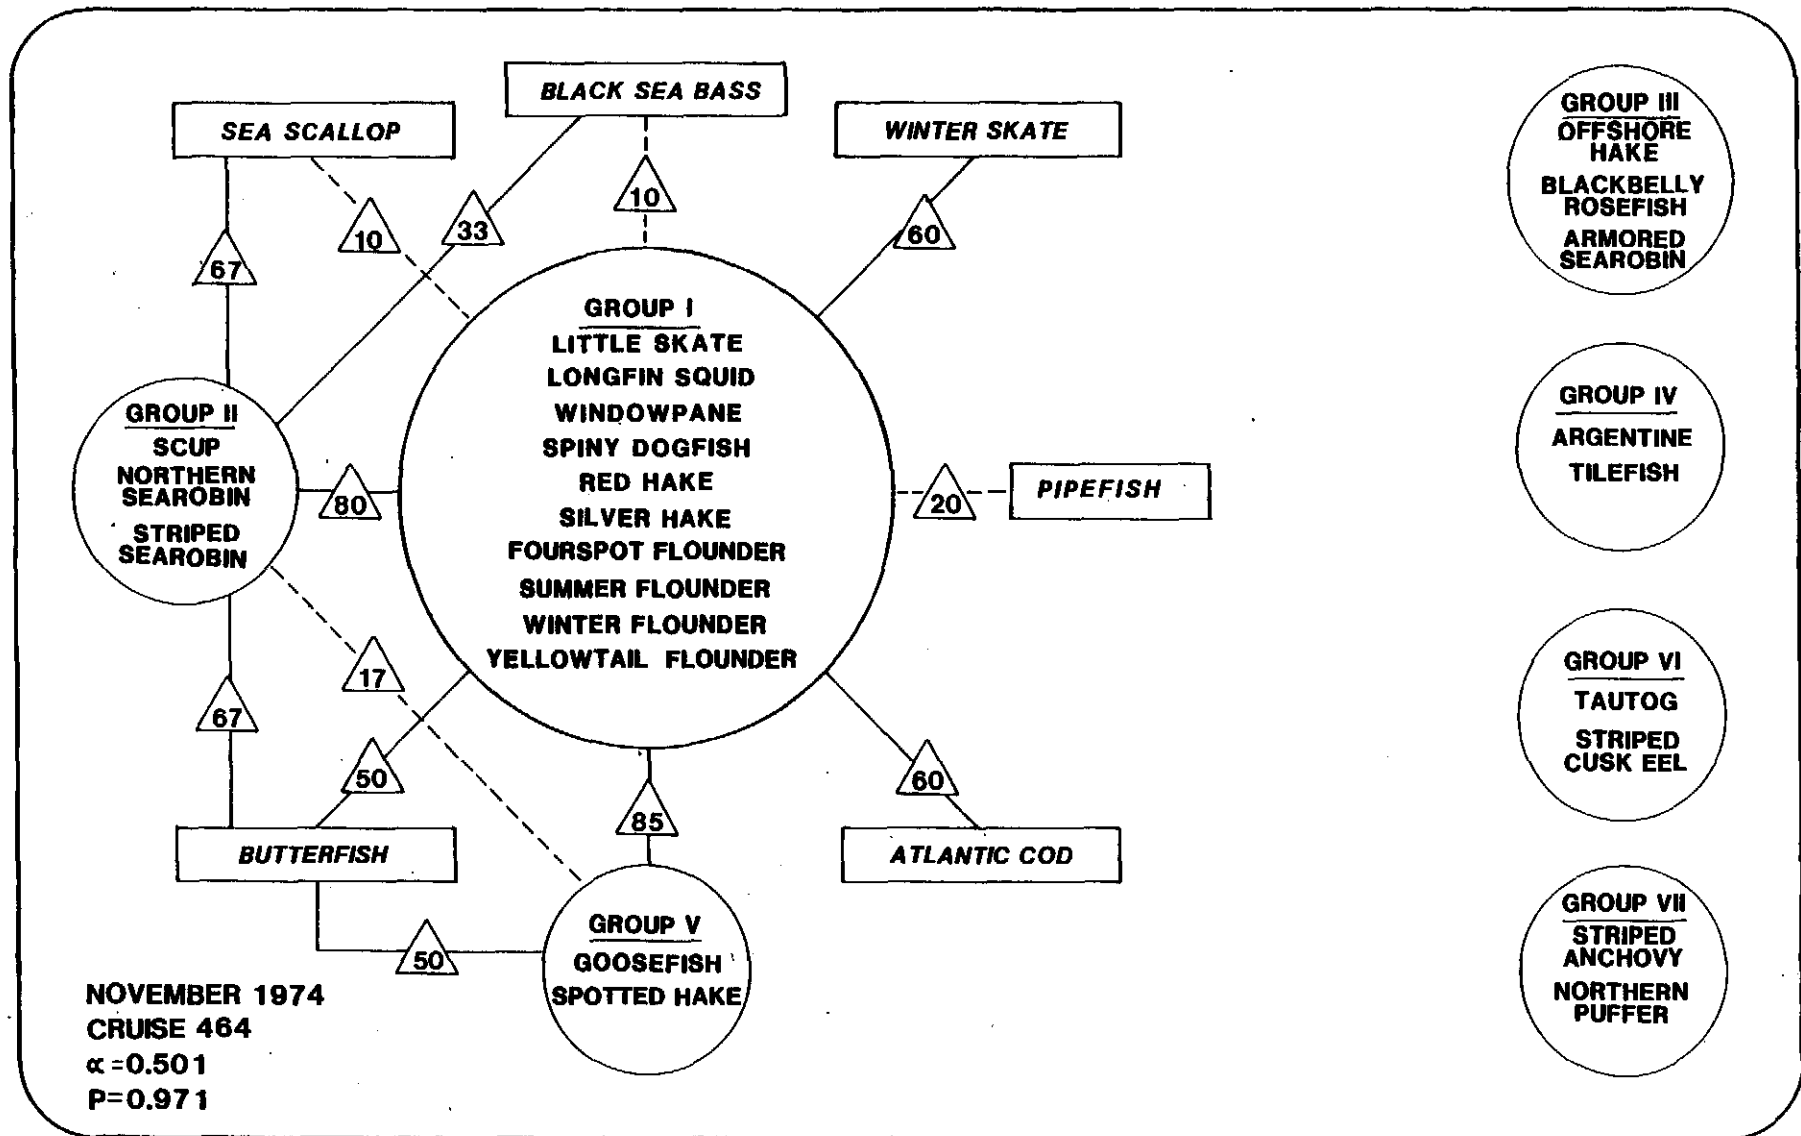 BLACK SEA BASS
SEA SCALLOP
WINTER SKATE
10
33
10
60
67
GROUP I
LITTLE SKATE
LONGFIN SQUID
WINDOWPANE
SPINY DOGFISH
RED HAKE
SILVER HAKE
FOURSPOT FLOUNDER
SUMMER FLOUNDER
WINTER FLOUNDER
YELLOWTAIL FLOUNDER
GROUP II
SCUP
NORTHERN
SEAROBIN
STRIPED
SEAROBIN
80
20
PIPEFISH
17
67
50
85
60
BUTTERFISH
ATLANTIC COD
50
GROUP V
GOOSEFISH
SPOTTED HAKE
GROUP III
OFFSHORE
HAKE
BLACKBELLY
ROSEFISH
ARMORED
SEAROBIN
GROUP IV
ARGENTINE
TILEFISH
GROUP VI
TAUTOG
STRIPED
CUSK EEL
GROUP VII
STRIPED
ANCHOVY
NORTHERN
PUFFER
NOVEMBER 1974
CRUISE 464
∝=0.501
P=0.971